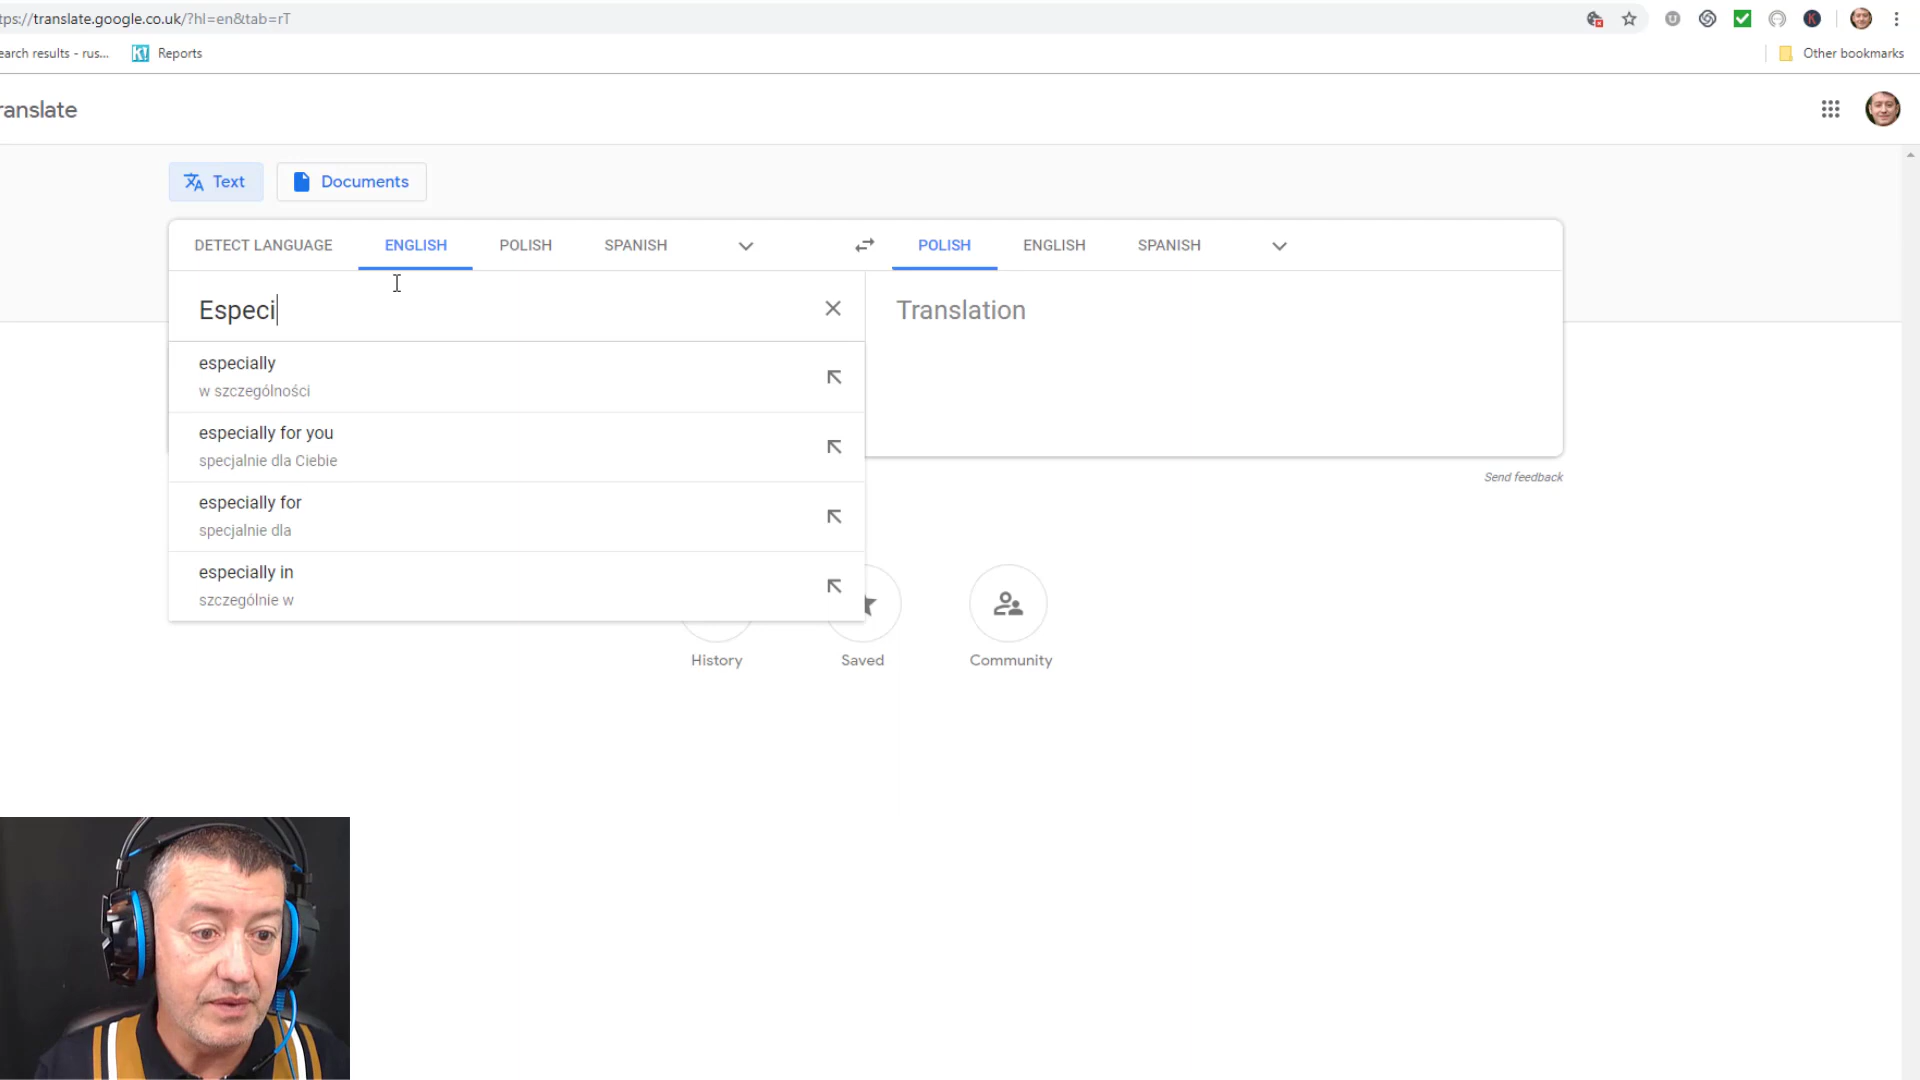 tps://translate.google.co.uk/?hl=en&tab=rT
earch results - rus... Reports Other bookmarks
ranslate
Text Documents
DETECT LANGUAGE ENGLISH POLISH SPANISH POLISH ENGLISH SPANISH
Especi Translation
especially
w szczególności
especially for you
specjalnie dla Ciebie
Send feedback
especially for
specjalnie dla
especially in
szczególnie w
History Saved Community